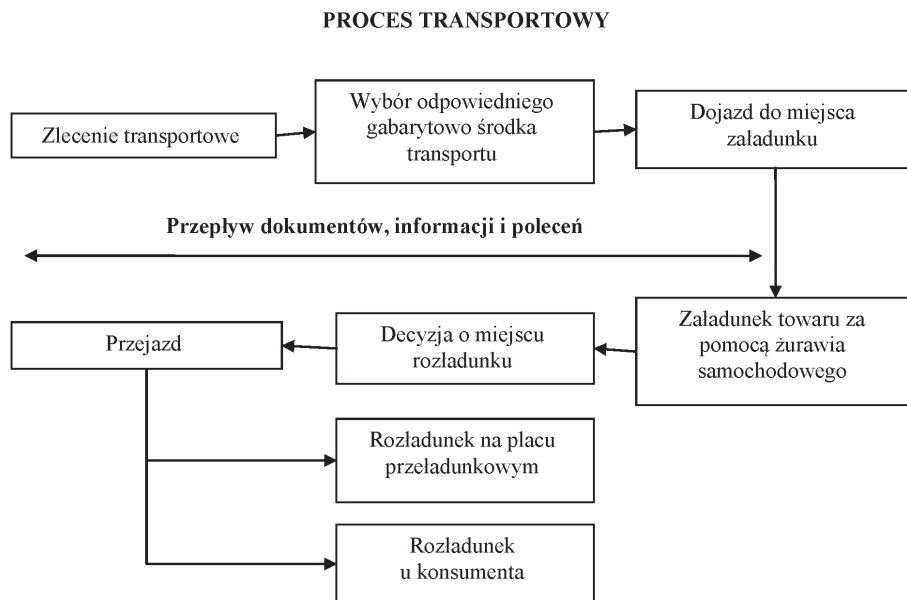 PROCES TRANSPORTOWY
Zlecenie transportowe
Wybór odpowiedniego
gabarytowo środka
transportu
Dojazd do miejsca
załadunku
Przepływ dokumentów, informacji i poleceń
Załadunek towaru za
pomocą żurawia
samochodowego
Decyzja o miejscu
rozładunku
Przejazd
Rozładunek na placu
przeładunkowym
Rozładunek
u konsumenta